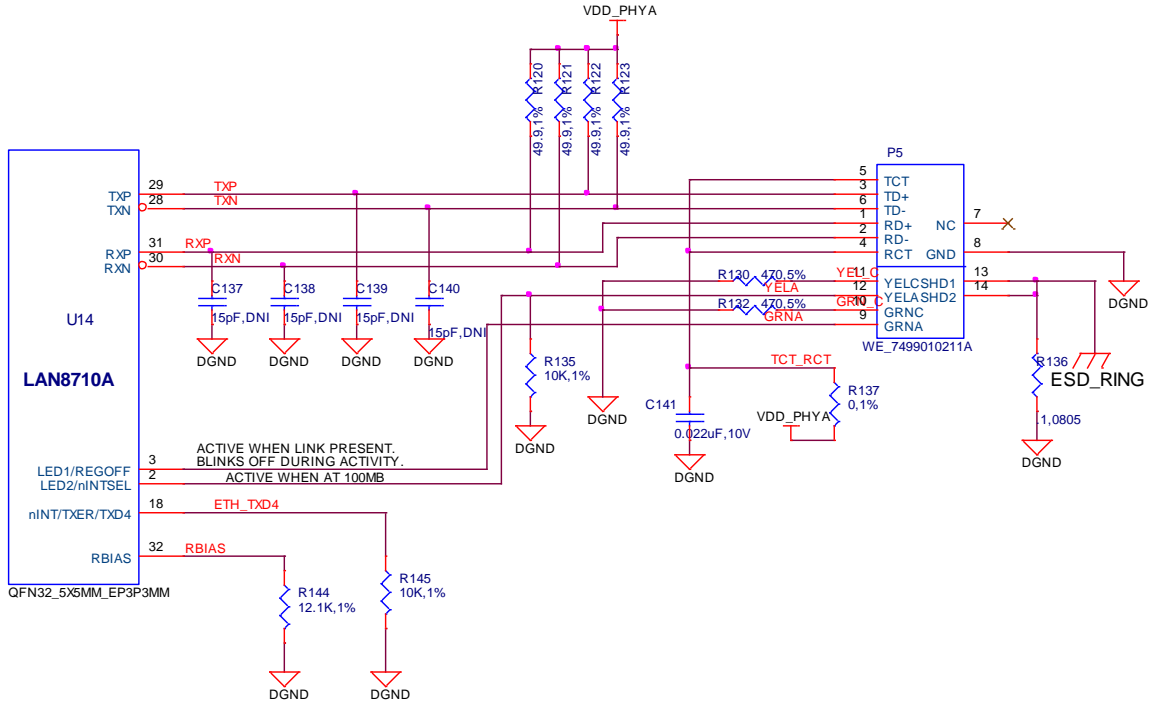 VDD_PHYA
R120
R121
R122
R123
49.9,1%
49.9,1%
49.9,1%
49.9,1%
P5
29
TXP
TXP
28
TXN
TXN
31
RXP
RXP
30
RXN
RXN
5
TCT
3
TD+
6
TD-
1
RD+
NC
7
2
RD-
4
RCT
GND
8
DGND
C137
15pF,DNI
DGND
C138
15pF,DNI
DGND
C139
15pF,DNI
DGND
C140
15pF,DNI
DGND
U14
LAN8710A
R130
470,5%
YEL_C
11
YELC
SHD1
13
YELA
12
YELA
SHD2
14
R132
470,5%
GRN_C
10
GRNC
GRNA
9
GRNA
WE_7499010211A
R135
10K,1%
DGND
DGND
TCT_RCT
R137
0,1%
VDD_PHYA
C141
0.022uF,10V
DGND
R136
1,0805
DGND
ESD_RING
ACTIVE WHEN LINK PRESENT.
BLINKS OFF DURING ACTIVITY.
ACTIVE WHEN AT 100MB
LED1/REGOFF
3
LED2/nINTSEL
2
nINT/TXER/TXD4
18
ETH_TXD4
RBIAS
32
RBIAS
QFN32_5X5MM_EP3P3MM
R144
12.1K,1%
DGND
R145
10K,1%
DGND